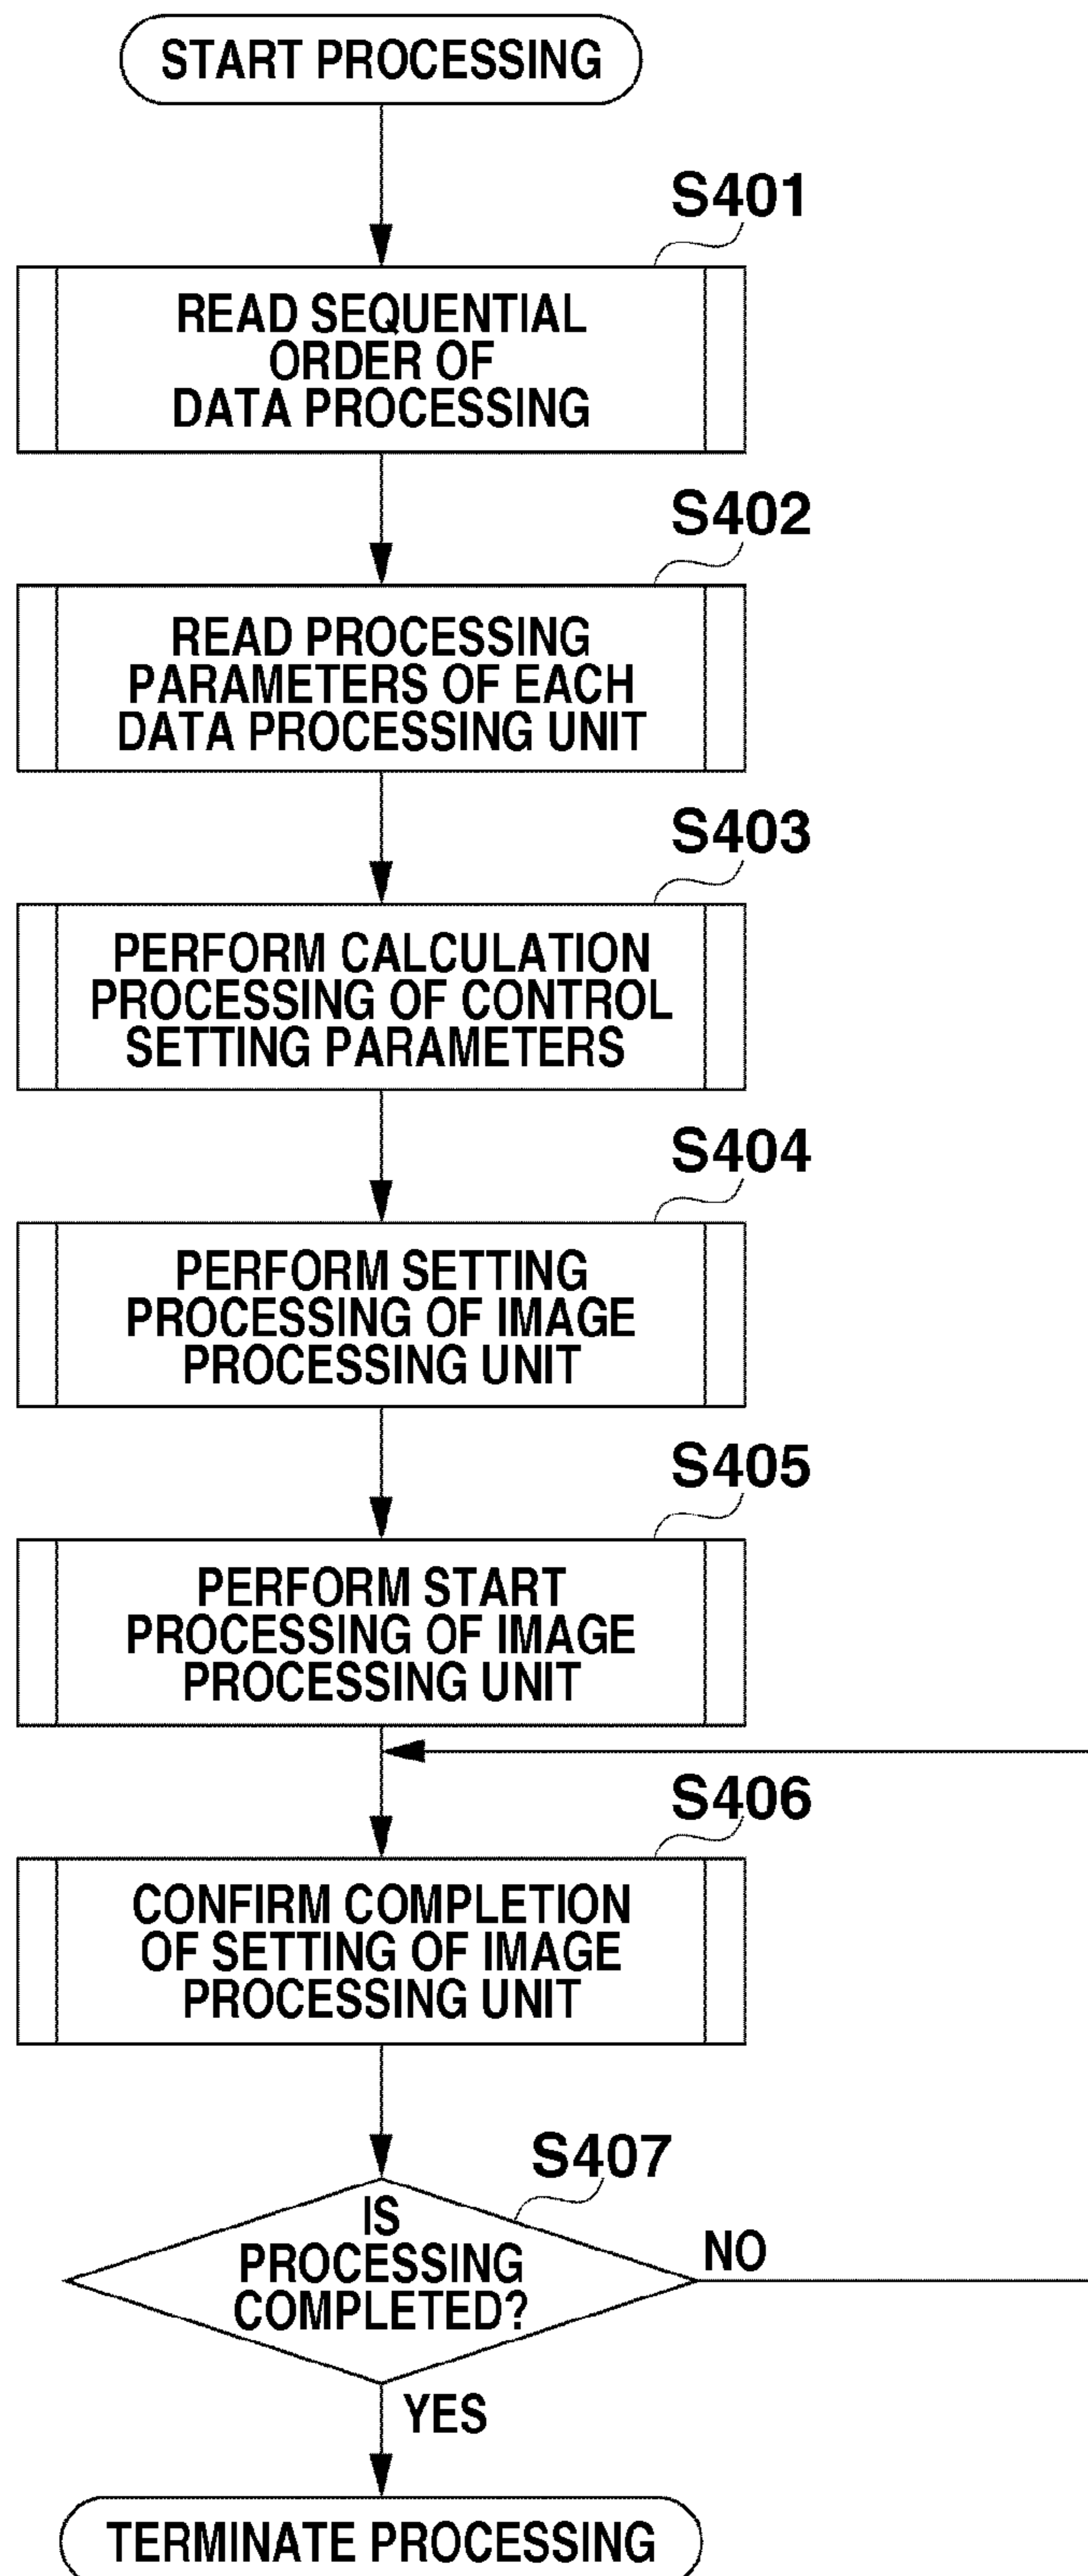 START PROCESSING
S401
READ SEQUENTIAL
ORDER OF
DATA PROCESSING
S402
READ PROCESSING
PARAMETERS OF EACH
DATA PROCESSING UNIT
S403
PERFORM CALCULATION
PROCESSING OF CONTROL
SETTING PARAMETERS
S404
PERFORM SETTING
PROCESSING OF IMAGE
PROCESSING UNIT
S405
PERFORM START
PROCESSING OF IMAGE
PROCESSING UNIT
S406
CONFIRM COMPLETION
OF SETTING OF IMAGE
PROCESSING UNIT
S407
IS
PROCESSING
COMPLETED?
NO
YES
TERMINATE PROCESSING